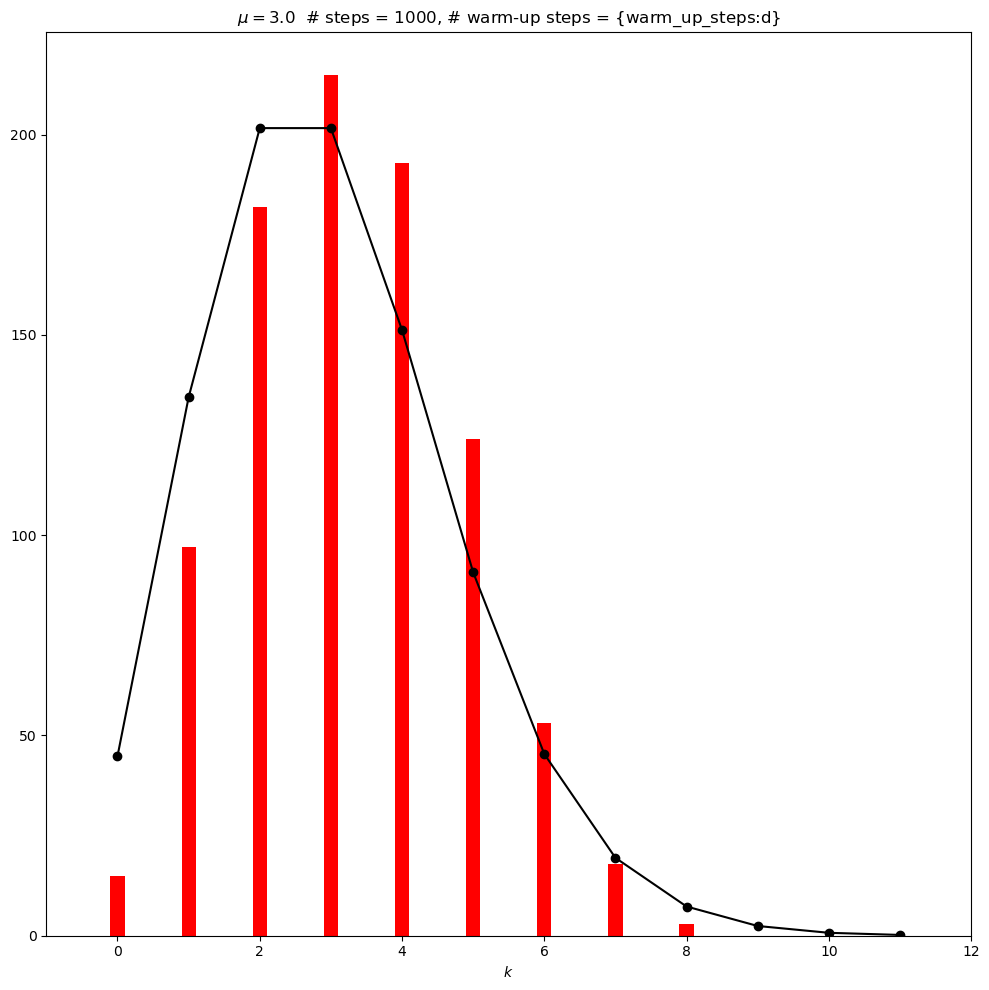 μ = 3.0 # steps = 1000, # warm-up steps = {warm_up_steps:d}
200
150
100
50
0
0 2 4 6 8 10 12
k